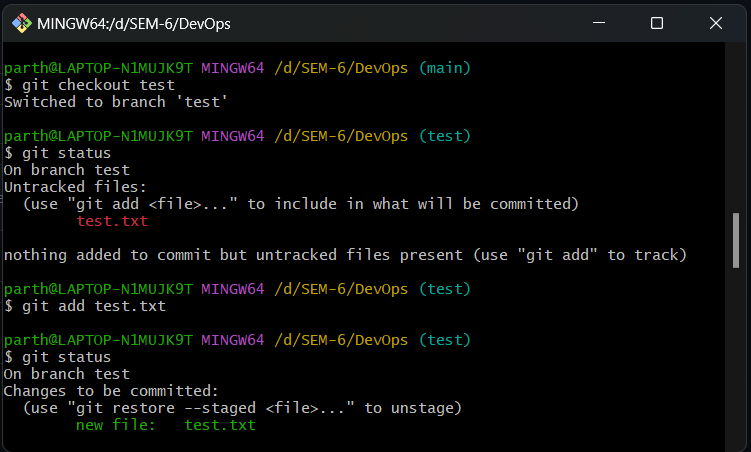 MINGW64:/d/SEM-6/DevOps
parth@LAPTOP-N1MUJK9T MINGW64 /d/SEM-6/DevOps (main)
$ git checkout test
Switched to branch 'test'
parth@LAPTOP-N1MUJK9T MINGW64 /d/SEM-6/DevOps (test)
$ git status
On branch test
Untracked files:
  (use "git add <file>..." to include in what will be committed)
        test.txt
nothing added to commit but untracked files present (use "git add" to track)
parth@LAPTOP-N1MUJK9T MINGW64 /d/SEM-6/DevOps (test)
$ git add test.txt
parth@LAPTOP-N1MUJK9T MINGW64 /d/SEM-6/DevOps (test)
$ git status
On branch test
Changes to be committed:
  (use "git restore --staged <file>..." to unstage)
        new file:   test.txt